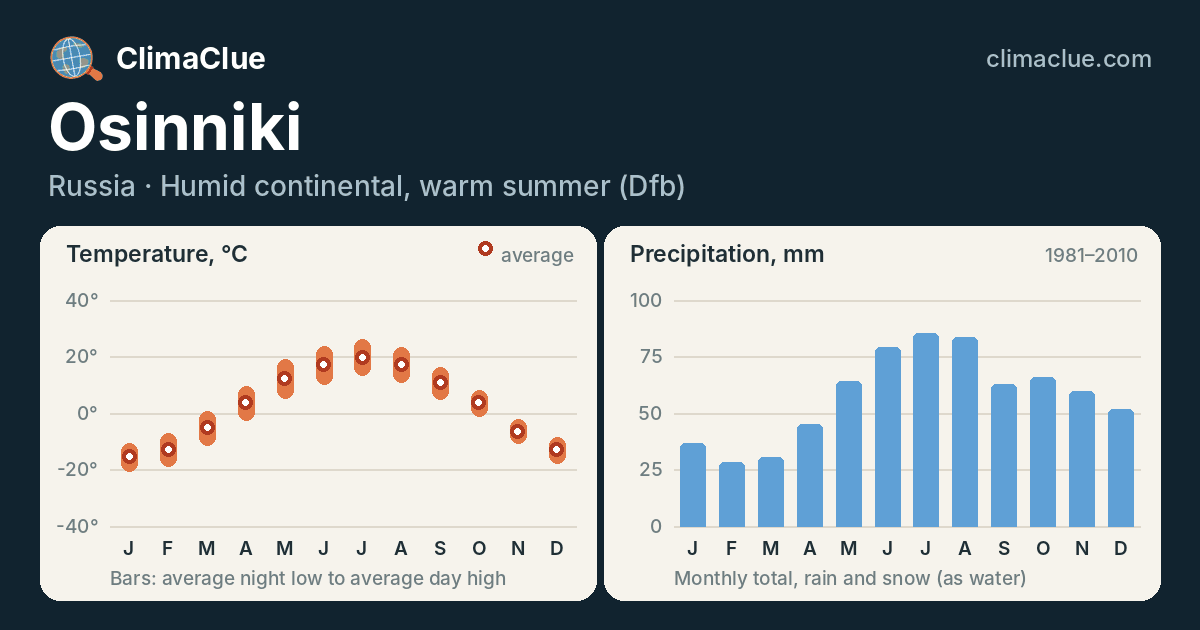 ClimaClue
climaclue.com
Osinniki
Russia · Humid continental, warm summer (Dfb)
Temperature, °C
average
40°
20°
0°
-20°
-40°
J F M A M J J A S O N D
Bars: average night low to average day high
Precipitation, mm
1981–2010
100
75
50
25
0
J F M A M J J A S O N D
Monthly total, rain and snow (as water)